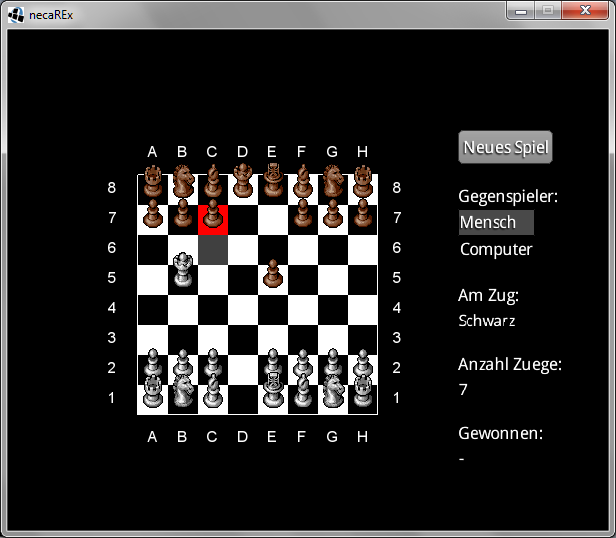 necaREx
Neues Spiel
A B C D E F G H
8 8
7 7
6 6
5 5
4 4
3 3
2 2
1 1
A B C D E F G H
Gegenspieler:
Mensch
Computer
Am Zug:
Schwarz
Anzahl Zuege:
7
Gewonnen:
-